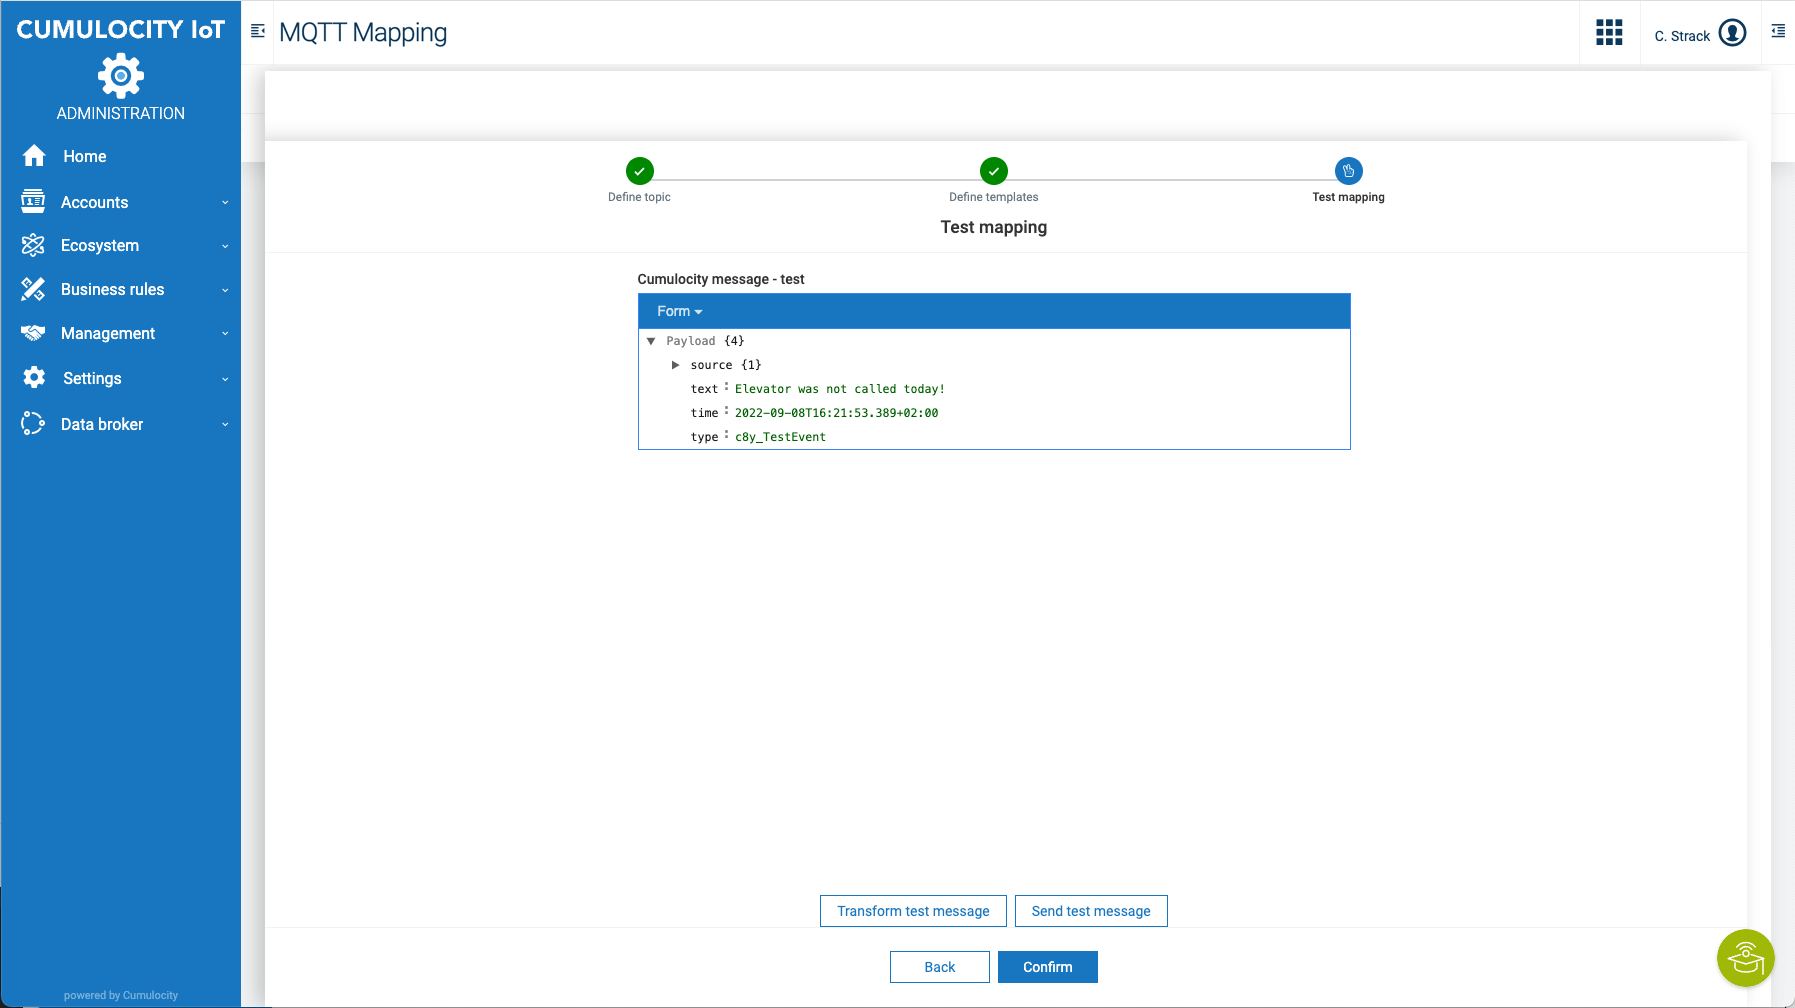 CUMULOCITY IoT
ADMINISTRATION
Home
Accounts
Ecosystem
Business rules
Management
Settings
Data broker
powered by Cumulocity
MQTT Mapping
C. Strack
Define topic
Define templates
Test mapping
Test mapping
Cumulocity message - test
Form
Payload {4}
source {1}
text : Elevator was not called today!
time : 2022-09-08T16:21:53.389+02:00
type : c8y_TestEvent
Transform test message
Send test message
Back
Confirm